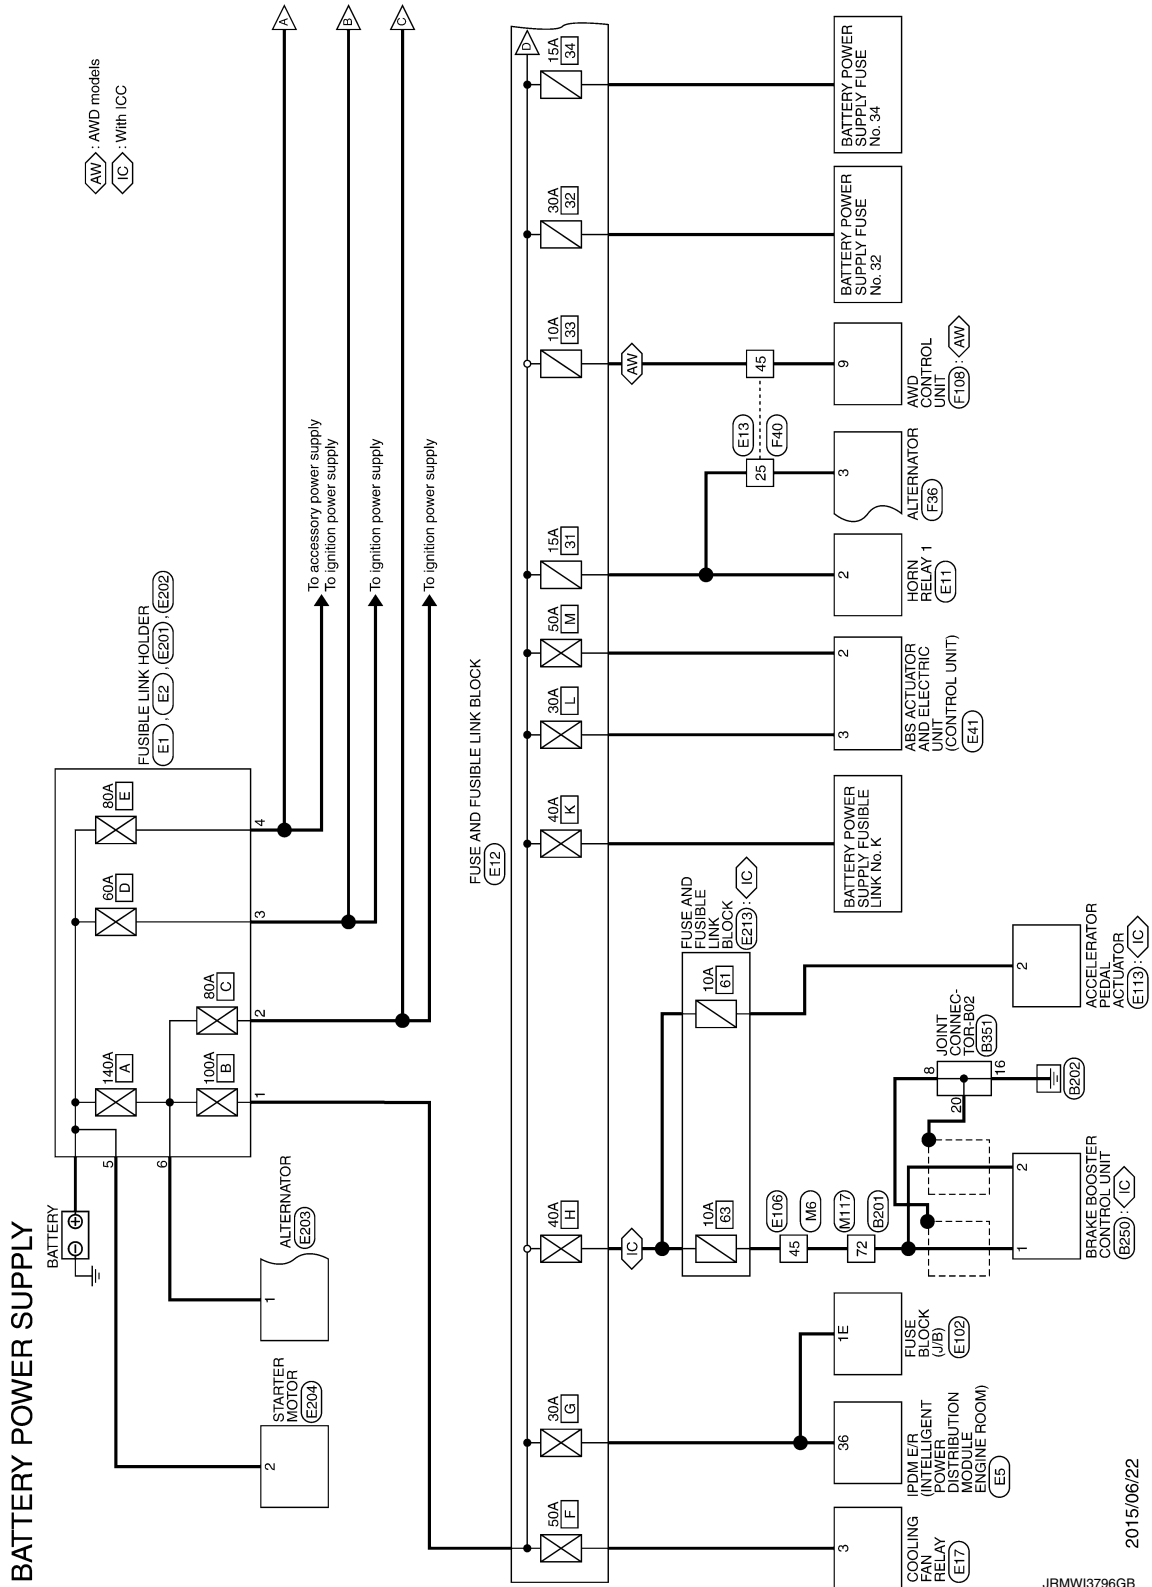 BATTERY POWER SUPPLY
AW : AWD models
IC : With ICC
BATTERY
FUSIBLE LINK HOLDER
E1 , E2 , E201 , E202
140A
A
100A
B
80A
C
60A
D
80A
E
5
6
1
2
3
4
A
B
C
To accessory power supply
To ignition power supply
To ignition power supply
To ignition power supply
STARTER
MOTOR
E204
2
ALTERNATOR
E203
1
FUSE AND FUSIBLE LINK BLOCK
E12
D
50A
F
30A
G
40A
H
40A
K
30A
L
50A
M
15A
31
10A
33
30A
32
15A
34
IC
AW
FUSE AND
FUSIBLE
LINK
BLOCK
E213 : IC
10A
63
10A
61
45
E106
M6
72
M117
B201
25
E13
F40
45
3
COOLING
FAN
RELAY
E17
36
IPDM E/R
(INTELLIGENT
POWER
DISTRIBUTION
MODULE
ENGINE ROOM)
E5
1E
FUSE
BLOCK
(J/B)
E102
1
2
BRAKE BOOSTER
CONTROL UNIT
B250 : IC
8
20
16
JOINT
CONNEC-
TOR-B02
B351
B202
2
ACCELERATOR
PEDAL
ACTUATOR
E113 : IC
BATTERY POWER
SUPPLY FUSIBLE
LINK No. K
3
2
ABS ACTUATOR
AND ELECTRIC
UNIT
(CONTROL UNIT)
E41
2
HORN
RELAY 1
E11
3
ALTERNATOR
F36
9
AWD
CONTROL
UNIT
F108 : AW
BATTERY POWER
SUPPLY FUSE
No. 32
BATTERY POWER
SUPPLY FUSE
No. 34
2015/06/22
JRMWI3796GB